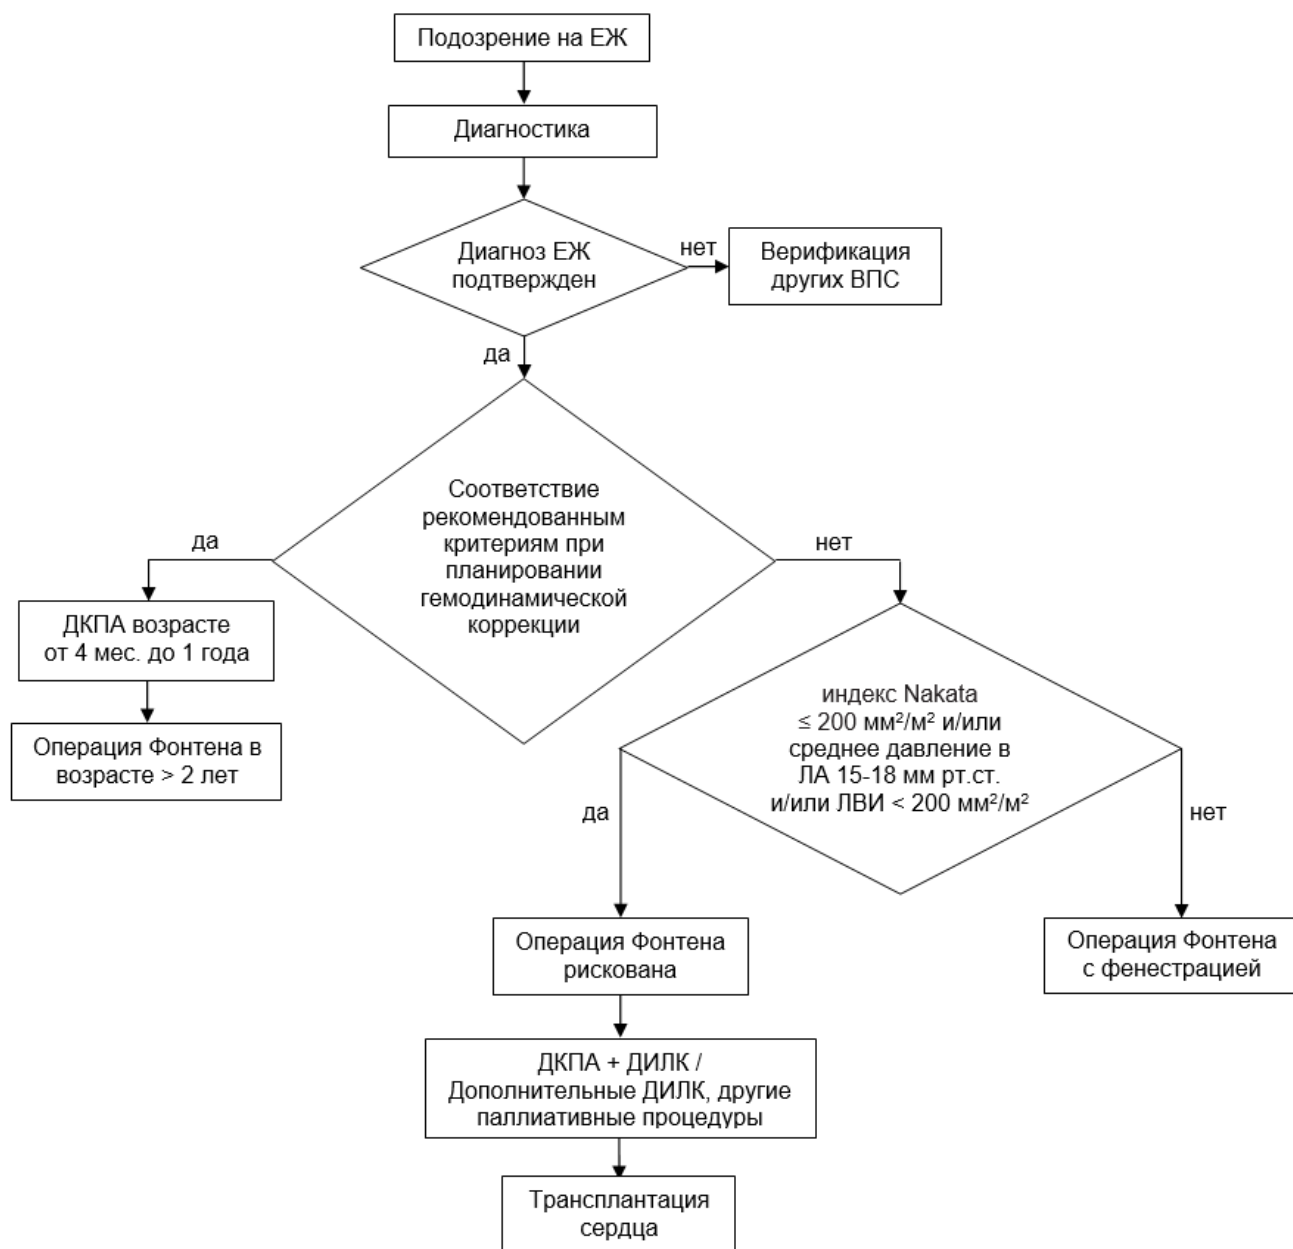 Подозрение на ЕЖ
Диагностика
Диагноз ЕЖ
подтвержден
нет
Верификация
других ВПС
да
Соответствие
рекомендованным
критериям при
планировании
гемодинамической
коррекции
да
нет
ДКПА возрасте
от 4 мес. до 1 года
Операция Фонтена в
возрасте > 2 лет
индекс Nakata
≤ 200 мм²/м² и/или
среднее давление в
ЛА 15-18 мм рт.ст.
и/или ЛВИ < 200 мм²/м²
да
нет
Операция Фонтена
рискована
Операция Фонтена
с фенестрацией
ДКПА + ДИЛК /
Дополнительные ДИЛК, другие
паллиативные процедуры
Трансплантация
сердца